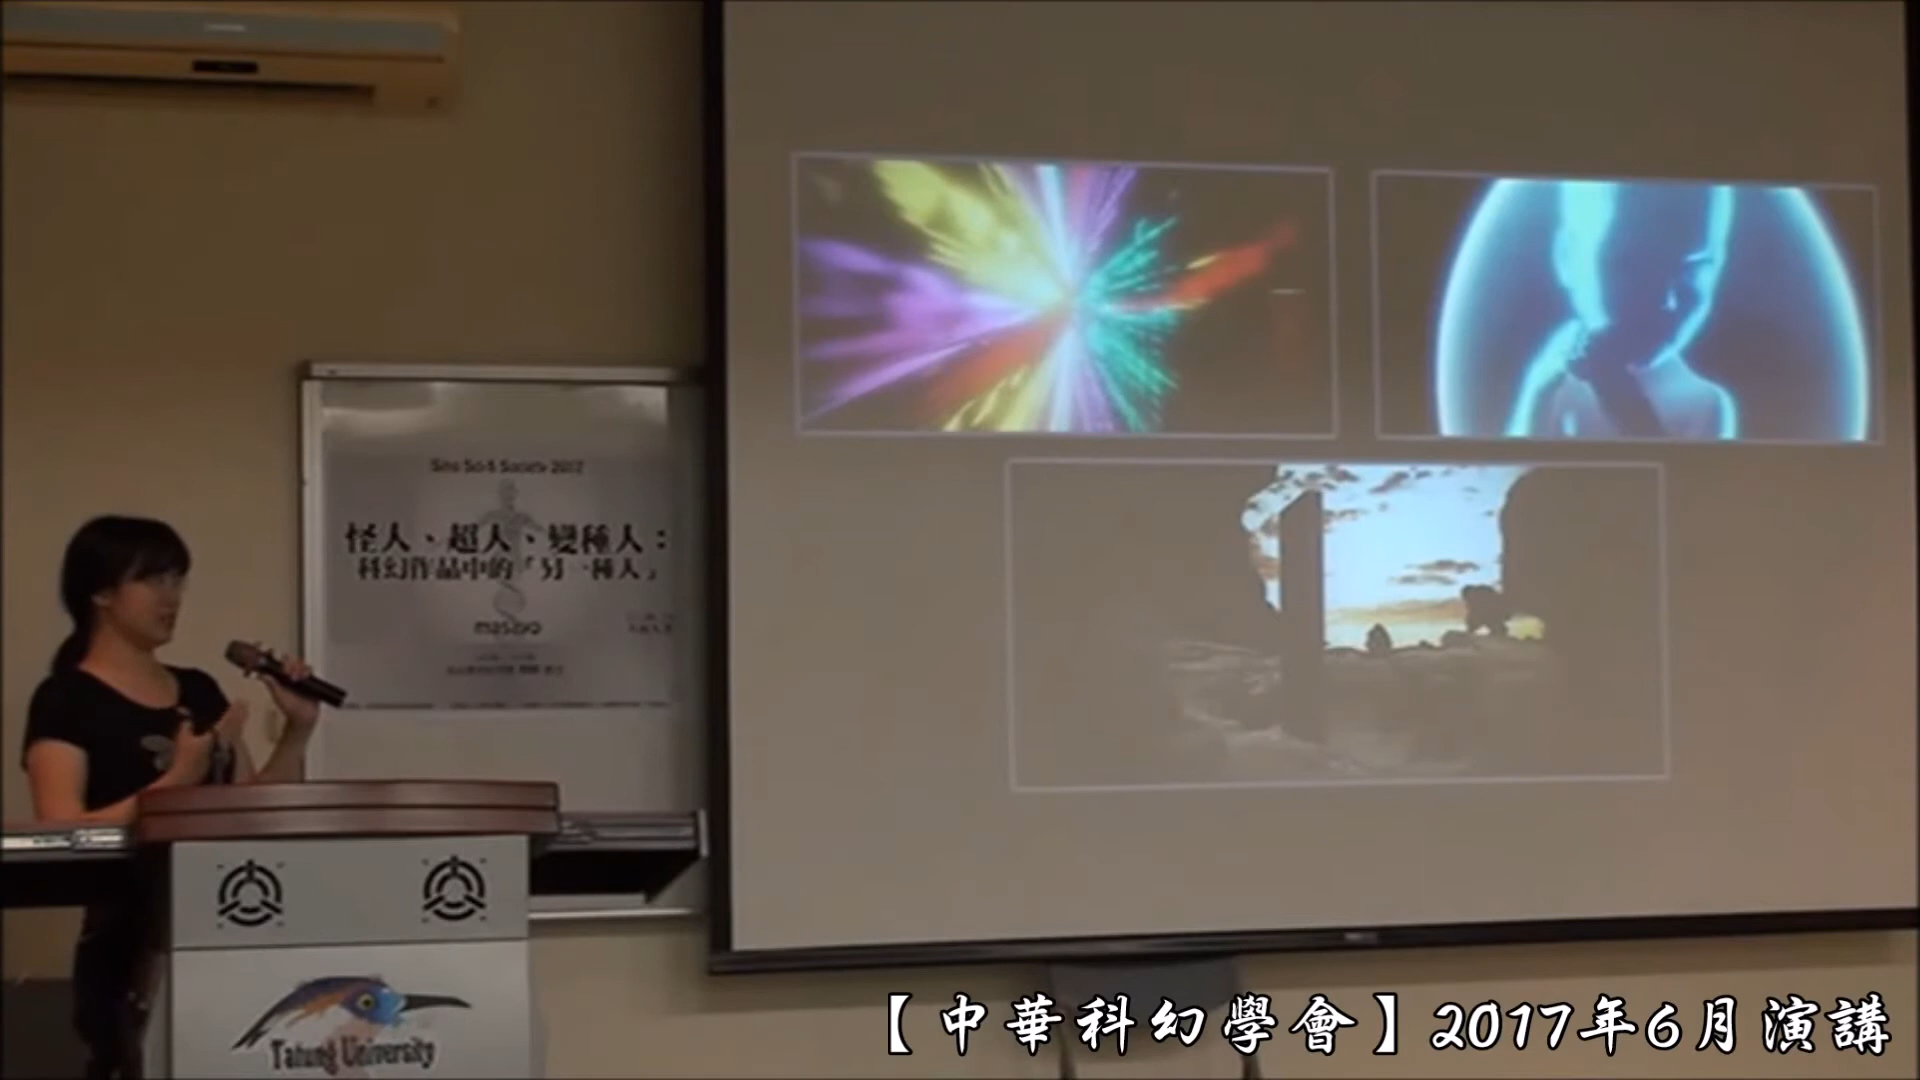 Sino Sci-fi Society 2017
怪人、超人、變種人：
科幻作品中的「另一種人」
masayo
Tatung University
【中華科幻學會】2017年6月演講